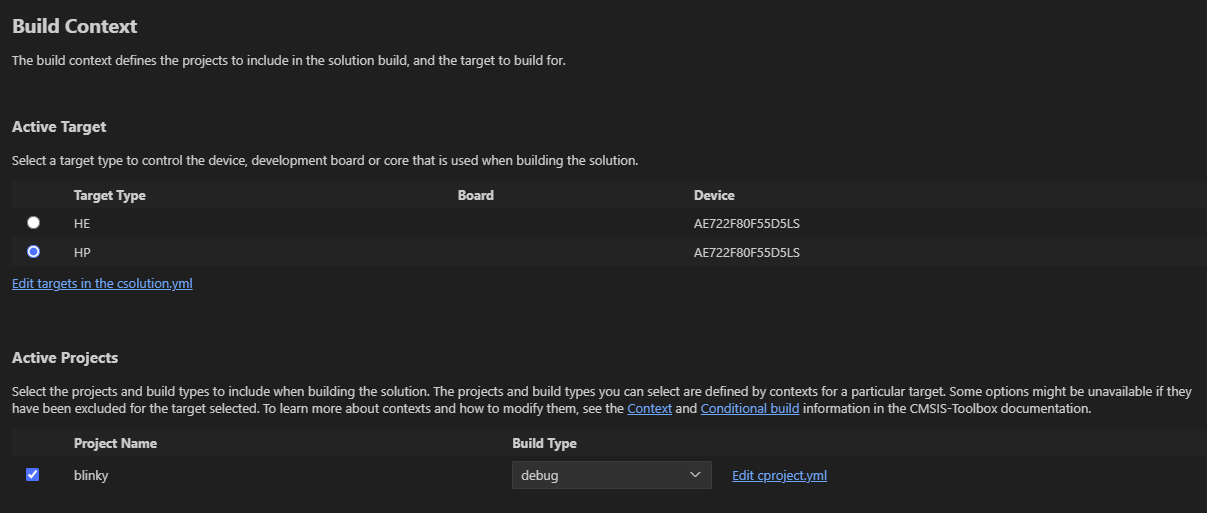 Build Context
The build context defines the projects to include in the solution build, and the target to build for.
Active Target
Select a target type to control the device, development board or core that is used when building the solution.
Target Type Board Device
HE AE722F80F55D5LS
HP AE722F80F55D5LS
Edit targets in the csolution.yml
Active Projects
Select the projects and build types to include when building the solution. The projects and build types you can select are defined by contexts for a particular target. Some options might be unavailable if they
have been excluded for the target selected. To learn more about contexts and how to modify them, see the Context and Conditional build information in the CMSIS-Toolbox documentation.
Project Name Build Type
blinky debug Edit cproject.yml